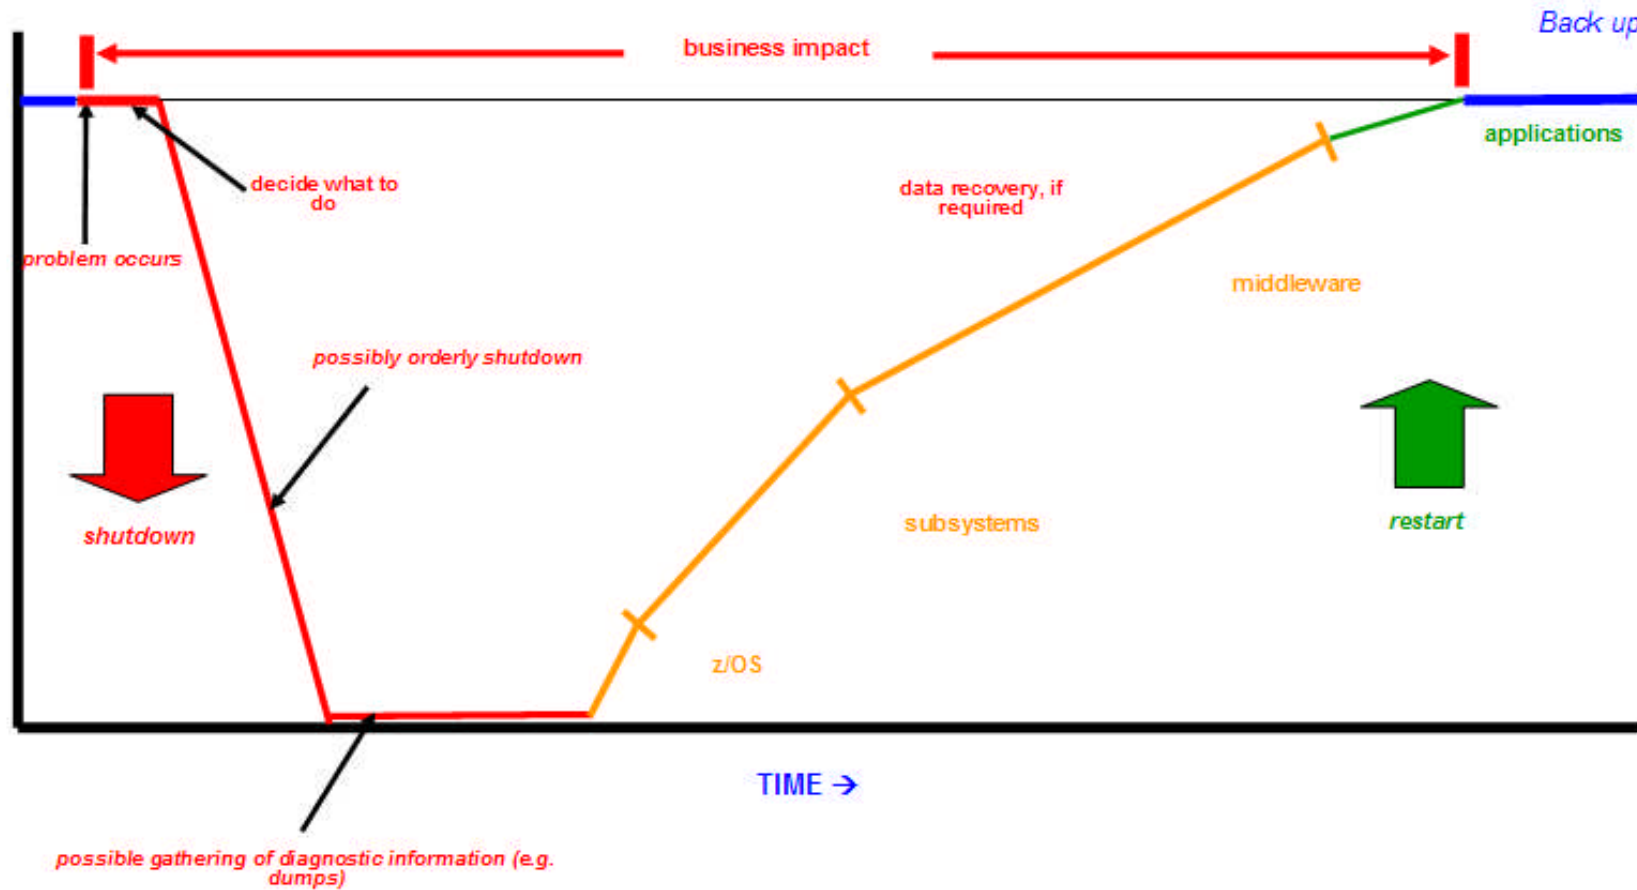 Back up
business impact
applications
decide what to
do
data recovery, if
required
problem occurs
middleware
possibly orderly shutdown
shutdown
subsystems
restart
z/OS
TIME →
possible gathering of diagnostic information (e.g.
dumps)